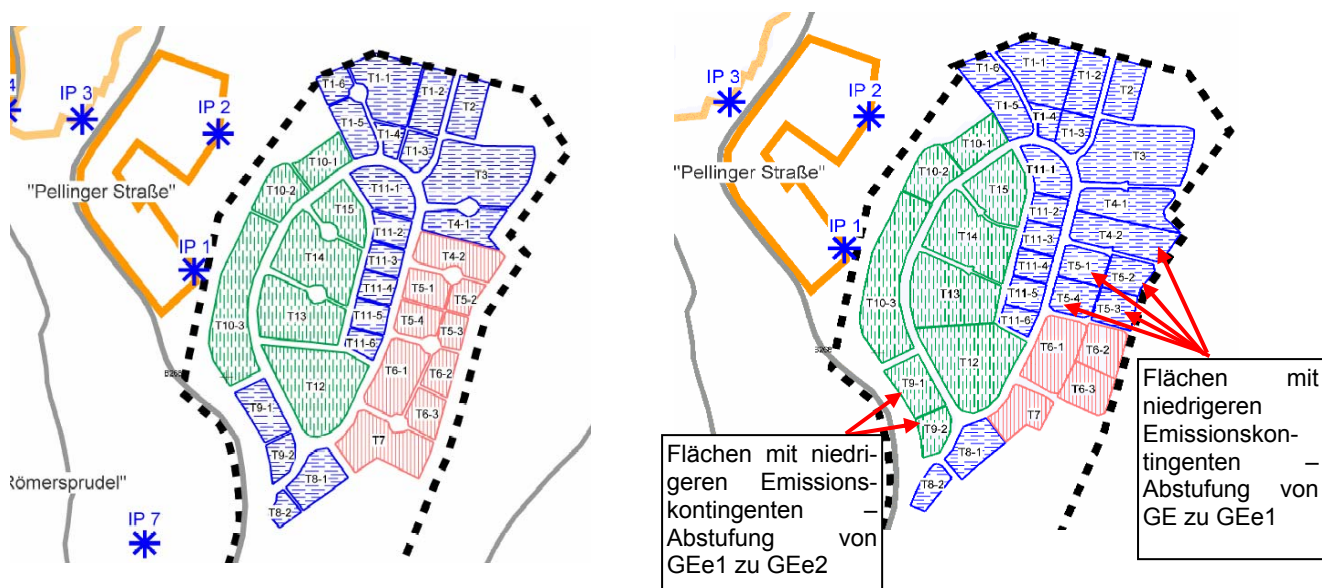 4
IP 3
IP 2
"Pellinger Straße"
IP 1
B268
Römersprudel"
IP 7
T1-6
T1-1
T1-2
T2
T1-5
T1-4
T1-3
T3
T10-1
T10-2
T11-1
T15
T4-1
T11-2
T4-2
T14
T11-3
T5-1
T11-4
T5-2
T10-3
T13
T11-5
T5-4
T5-3
T11-6
T12
T6-1
T6-2
T9-1
T6-3
T7
T9-2
T8-1
T8-2
IP 3
IP 2
"Pellinger Straße"
IP 1
B268
T1-6
T1-1
T1-2
T2
T1-5
T1-4
T1-3
T3
T10-1
T10-2
T11-1
T15
T4-1
T11-2
T4-2
T14
T11-3
T11-4
T5-1
T5-2
T10-3
T13
T11-5
T5-4
T5-3
T11-6
T12
T6-1
T6-2
T9-1
T6-3
T9-2
T7
T8-1
T8-2
Flächen mit niedri-
geren Emissions-
kontingenten –
Abstufung von
GEe1 zu GEe2
Flächen mit
niedrigeren
Emissionskon-
tingenten –
Abstufung von
GE zu GEe1